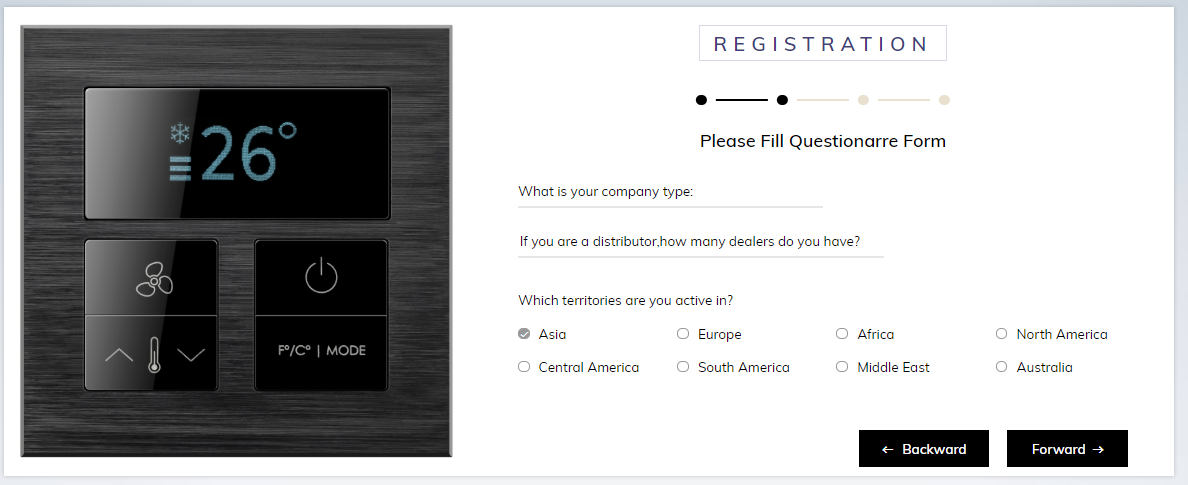 26°
F°/C° | MODE
REGISTRATION
Please Fill Questionarre Form
What is your company type:
If you are a distributor,how many dealers do you have?
Which territories are you active in?
Asia Europe Africa North America
Central America South America Middle East Australia
← Backward Forward →